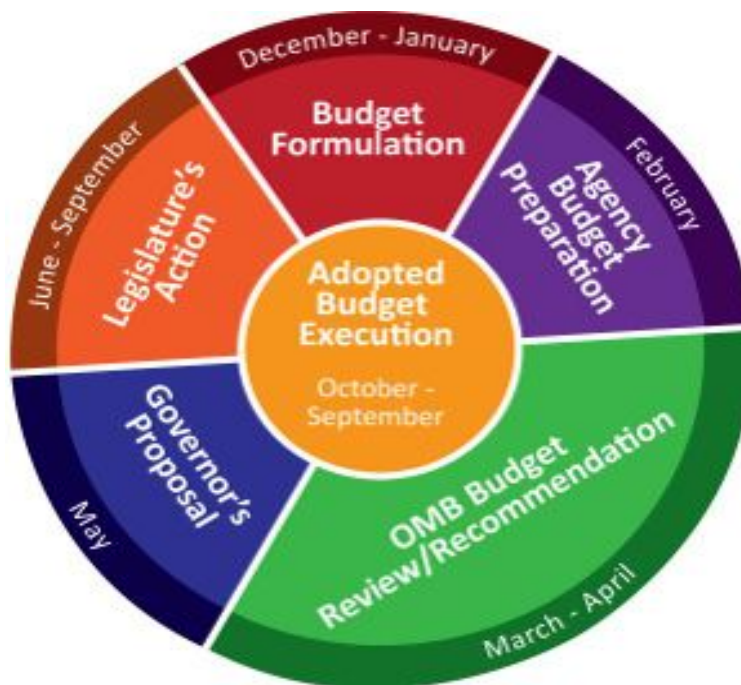 December - January
Budget
Formulation
February
Agency
Budget
Preparation
OMB Budget
Review/Recommendation
March - April
Governor's
Proposal
May
Legislature's
Action
June - September
Adopted
Budget
Execution
October -
September